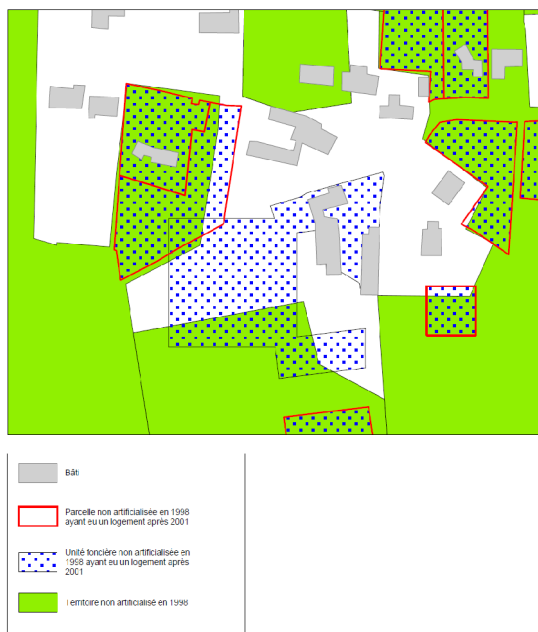 Bâti
Parcelle non artificialisée en 1998
ayant eu un logement après 2001
Unité foncière non artificialisée en
1998 ayant eu un logement après
2001
Territoire non artificialisé en 1998